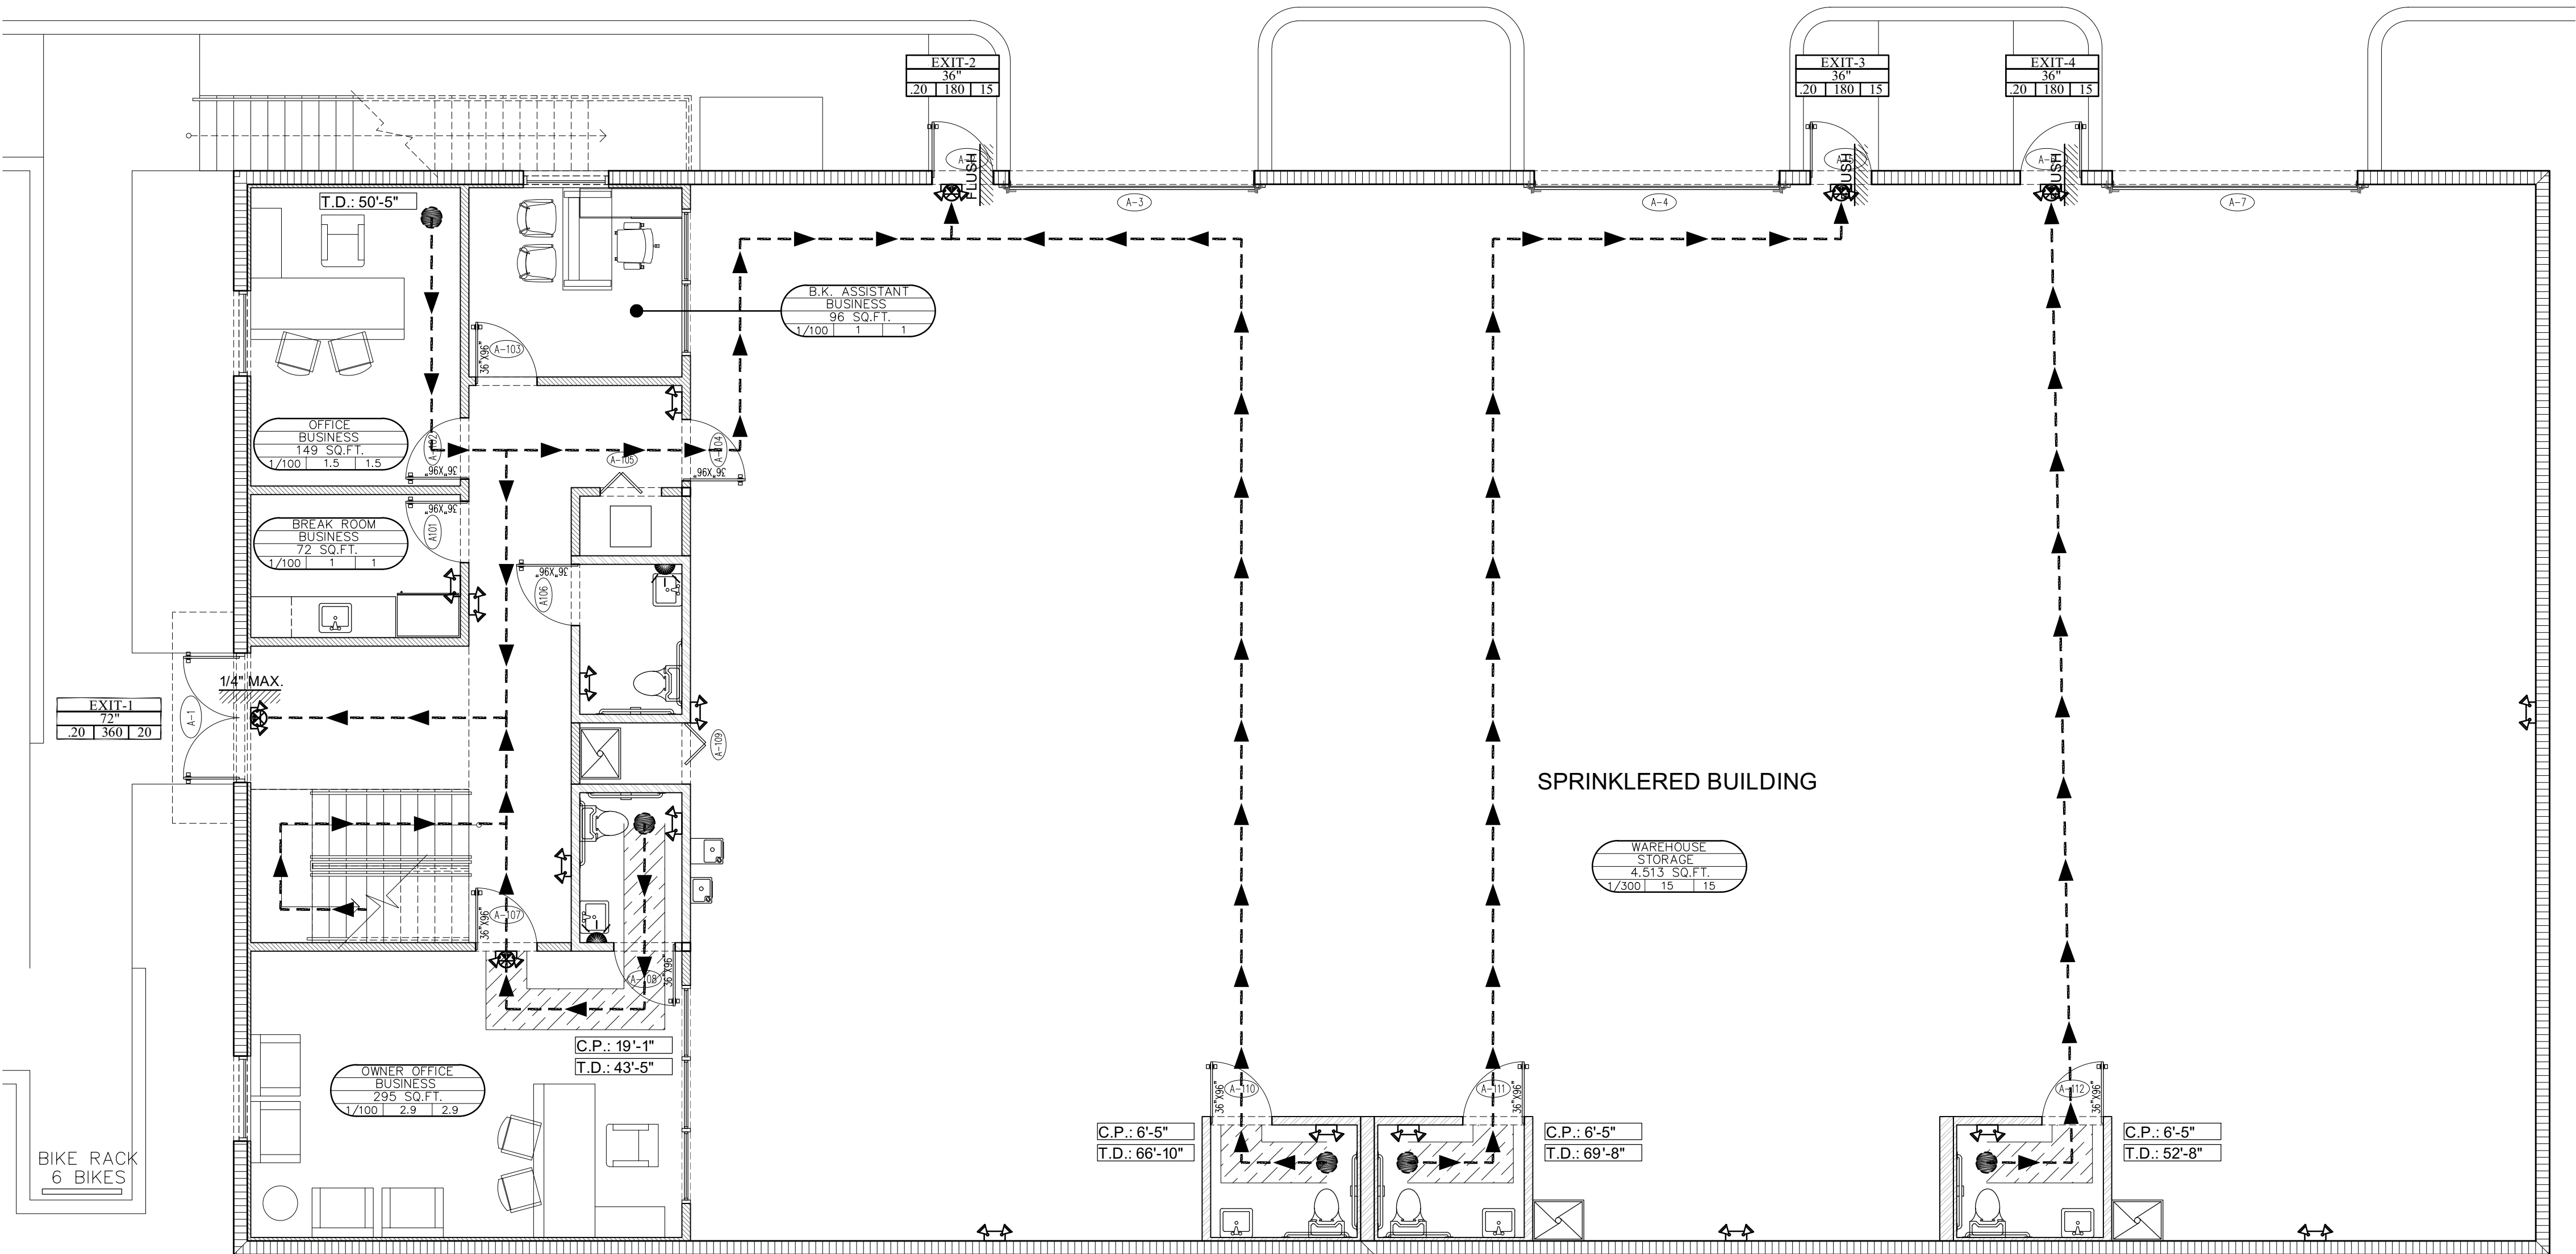 EXIT-2
36"
.20 180 15
EXIT-3
36"
.20 180 15
EXIT-4
36"
.20 180 15
FLUSH
A-5
T.D.: 50'-5"
A-3
A-4
A-7
B.K. ASSISTANT
BUSINESS
96 SQ.FT.
1/100 1 1
A-103
36"X96"
OFFICE
BUSINESS
149 SQ.FT.
1/100 1.5 1.5
A-102
36"X96"
A-104
36"X96"
A-105
BREAK ROOM
BUSINESS
72 SQ.FT.
1/100 1 1
A101
36"X96"
A106
36"X96"
1/4" MAX.
EXIT-1
72"
.20 360 20
A-1
A-109
SPRINKLERED BUILDING
WAREHOUSE
STORAGE
4.513 SQ.FT.
1/300 15 15
A-107
36"X96"
A-108
36"X96"
C.P.: 19'-1"
T.D.: 43'-5"
OWNER OFFICE
BUSINESS
295 SQ.FT.
1/100 2.9 2.9
A-110
36"X96"
A-111
36"X96"
A-112
36"X96"
C.P.: 6'-5"
T.D.: 66'-10"
C.P.: 6'-5"
T.D.: 69'-8"
C.P.: 6'-5"
T.D.: 52'-8"
BIKE RACK
6 BIKES